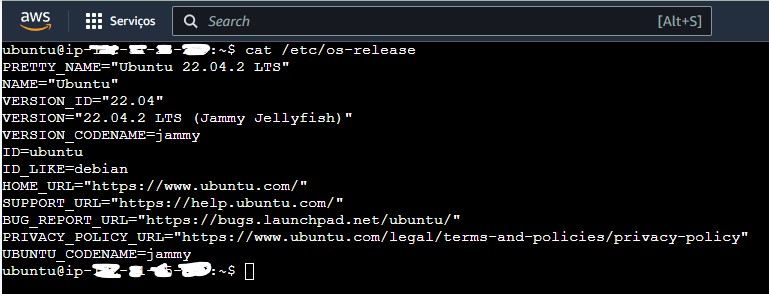 aws Serviços Search [Alt+S]
ubuntu@ip-:~$ cat /etc/os-release
PRETTY_NAME="Ubuntu 22.04.2 LTS"
NAME="Ubuntu"
VERSION_ID="22.04"
VERSION="22.04.2 LTS (Jammy Jellyfish)"
VERSION_CODENAME=jammy
ID=ubuntu
ID_LIKE=debian
HOME_URL="https://www.ubuntu.com/"
SUPPORT_URL="https://help.ubuntu.com/"
BUG_REPORT_URL="https://bugs.launchpad.net/ubuntu/"
PRIVACY_POLICY_URL="https://www.ubuntu.com/legal/terms-and-policies/privacy-policy"
UBUNTU_CODENAME=jammy
ubuntu@ip-:~$